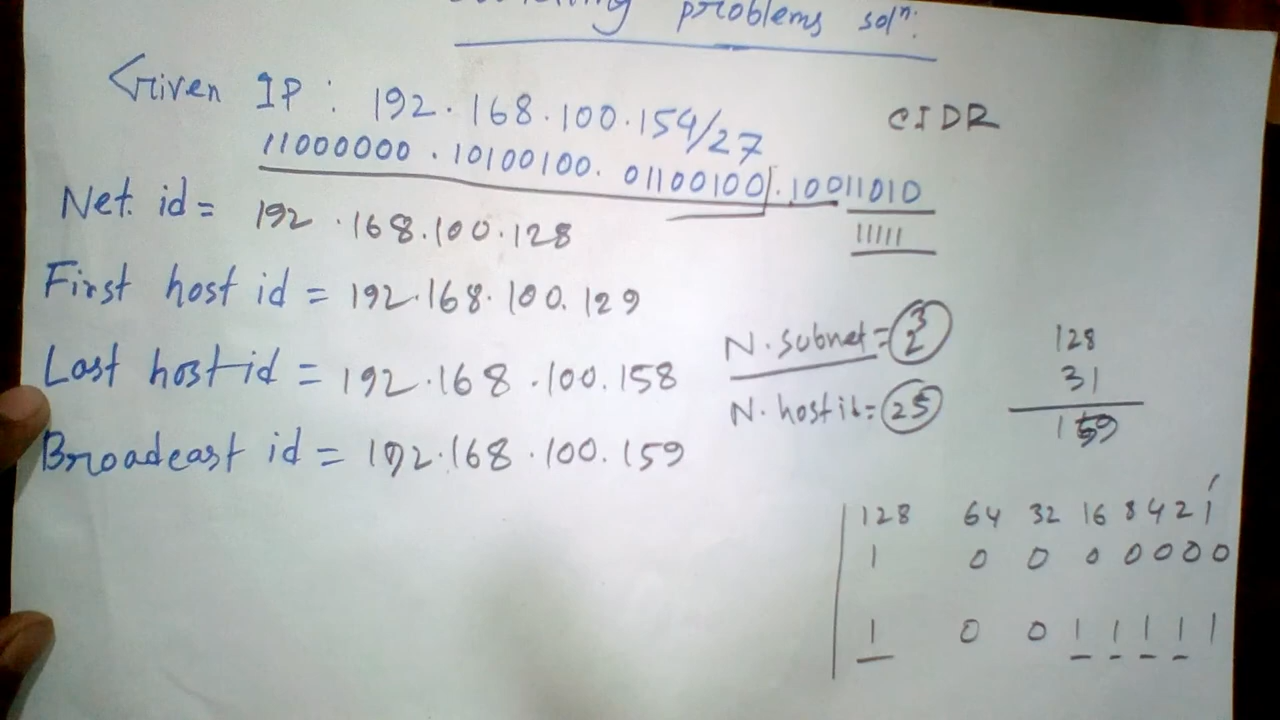 problems solⁿ:
Given IP : 192.168.100.154/27
CIDR
11000000 . 10100100. 01100100 . 10011010
11111
Net. id = 192 .168.100.128
First host id = 192.168.100.129
Last host id = 192.168.100.158
Broadcast id = 192.168.100.159
N.subnet = 2³
N. host id = 2⁵
128
31
159
128 64 32 16 8 4 2 1
1 0 0 0 0 0 0 0
1 0 0 1 1 1 1 1